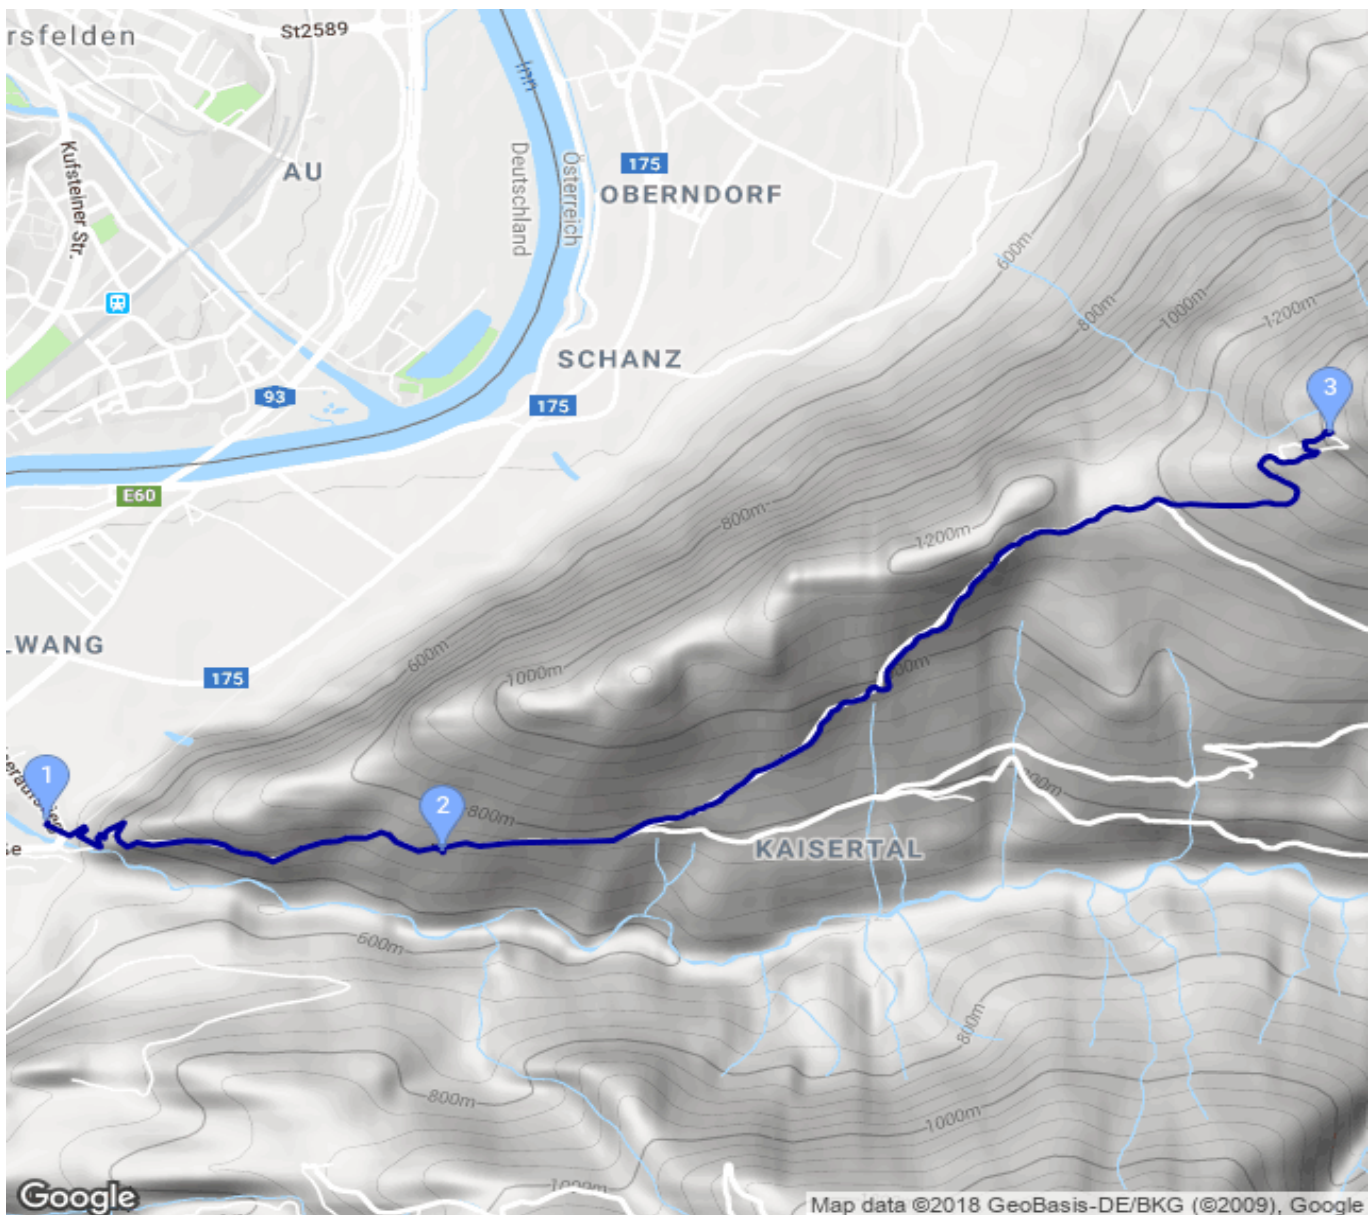 rsfelden
St2589
Inn
AU
Kufsteiner Str.
Deutschland
Österreich
175
OBERNDORF
600m
800m
1000m
1200m
SCHANZ
93
175
3
E60
800m
1200m
LWANG
600m
175
1000m
1
2
800m
KAISERTAL
600m
800m
800m
1000m
1000m
Google
Map data ©2018 GeoBasis-DE/BKG (©2009), Google